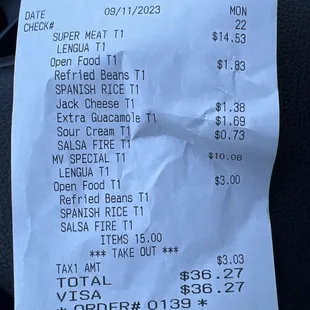 DATE 09/11/2023 MON
CHECK# 22
SUPER MEAT T1 $14.53
LENGUA T1
Open Food T1 $1.83
Refried Beans T1
SPANISH RICE T1
Jack Cheese T1 $1.38
Extra Guacamole T1 $1.69
Sour Cream T1 $0.73
SALSA FIRE T1
MV SPECIAL T1 $10.08
LENGUA T1
Open Food T1 $3.00
Refried Beans T1
SPANISH RICE T1
SALSA FIRE T1
ITEMS 15.00
*** TAKE OUT ***
TAX1 AMT $3.03
TOTAL $36.27
VISA $36.27
* ORDER# 0139 *